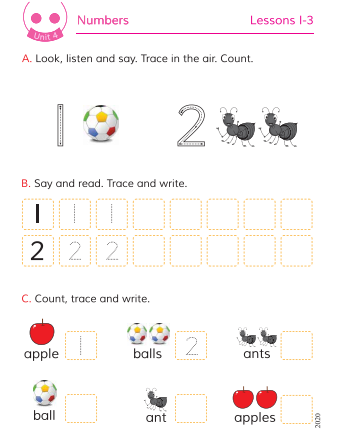 Unit 4
Numbers
Lessons 1-3
A. Look, listen and say. Trace in the air. Count.
1 2
B. Say and read. Trace and write.
1 1 1
2 2 2
C. Count, trace and write.
apple 1 balls 2 ants
ball ant apples
2020